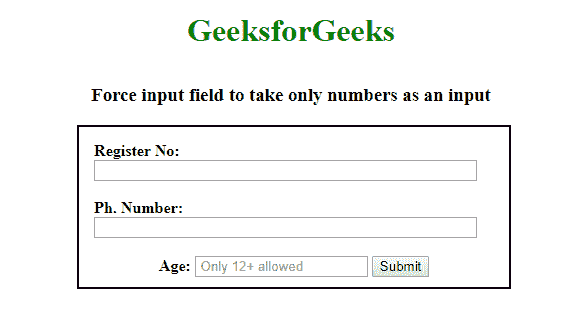 GeeksforGeeks
Force input field to take only numbers as an input
Register No:
Ph. Number:
Age: Only 12+ allowed Submit